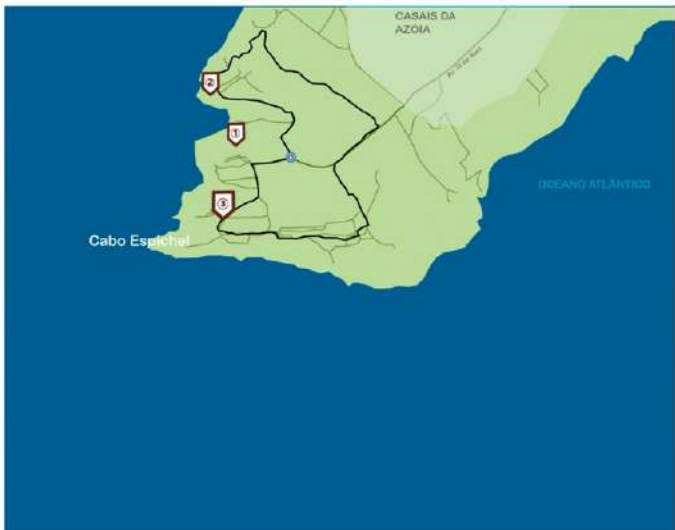 CASAIS DA
AZOIA
②
①
OCEANO ATLÂNTICO
③
Cabo Espichel